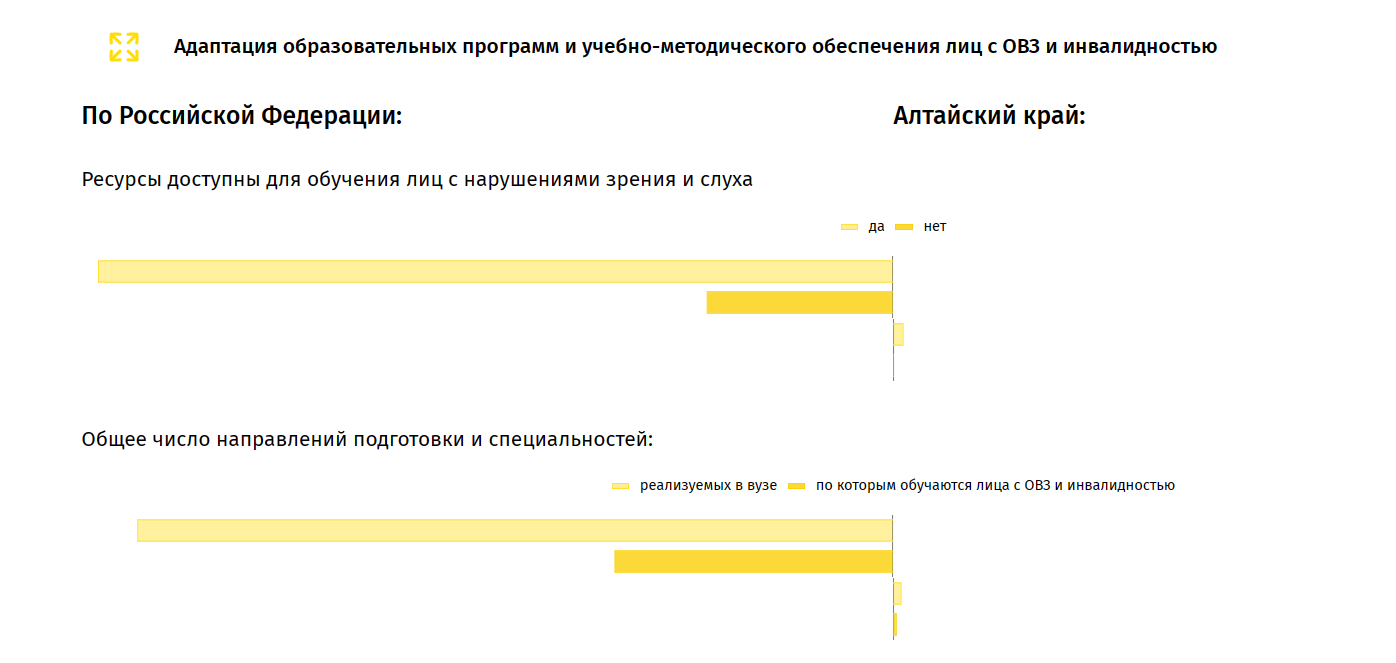 Адаптация образовательных программ и учебно-методического обеспечения лиц с ОВЗ и инвалидностью
По Российской Федерации:
Алтайский край:
Ресурсы доступны для обучения лиц с нарушениями зрения и слуха
да нет
Общее число направлений подготовки и специальностей:
реализуемых в вузе по которым обучаются лица с ОВЗ и инвалидностью